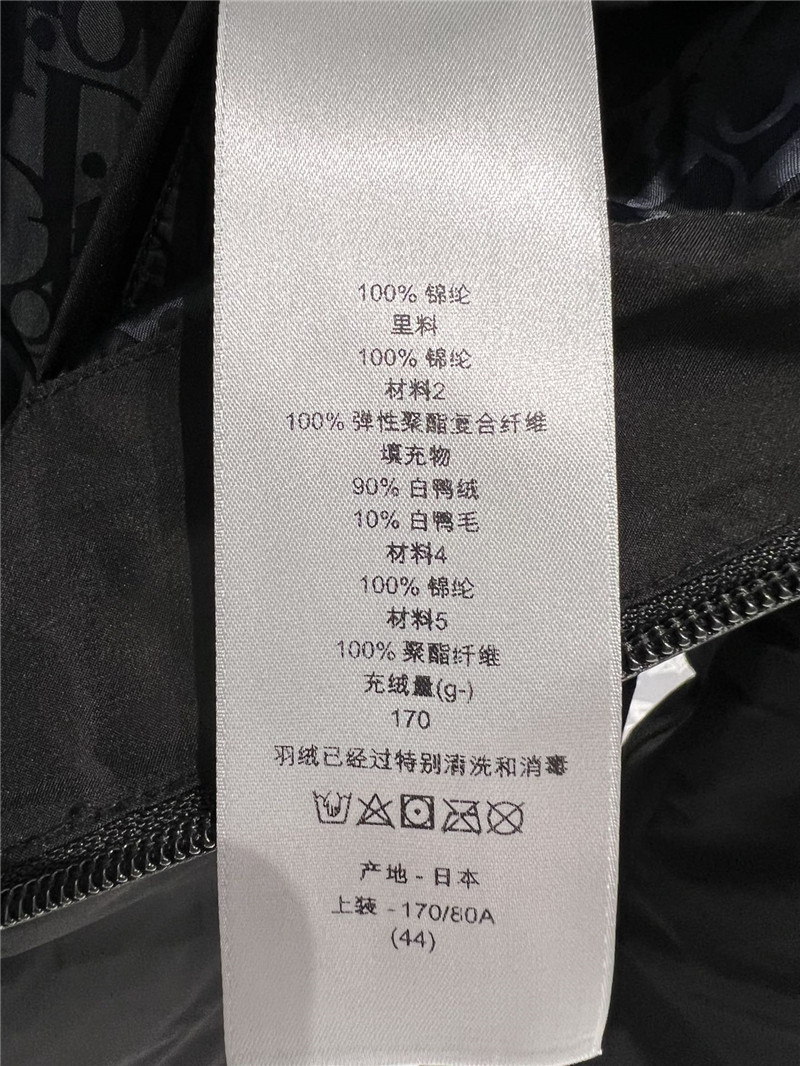 100% 锦纶
里料
100% 锦纶
材料2
100% 弹性聚酯复合纤维
填充物
90% 白鸭绒
10% 白鸭毛
材料4
100% 锦纶
材料5
100% 聚酯纤维
充绒量(g-)
170
羽绒已经过特别清洗和消毒
产地 - 日本
上装 - 170/80A
(44)